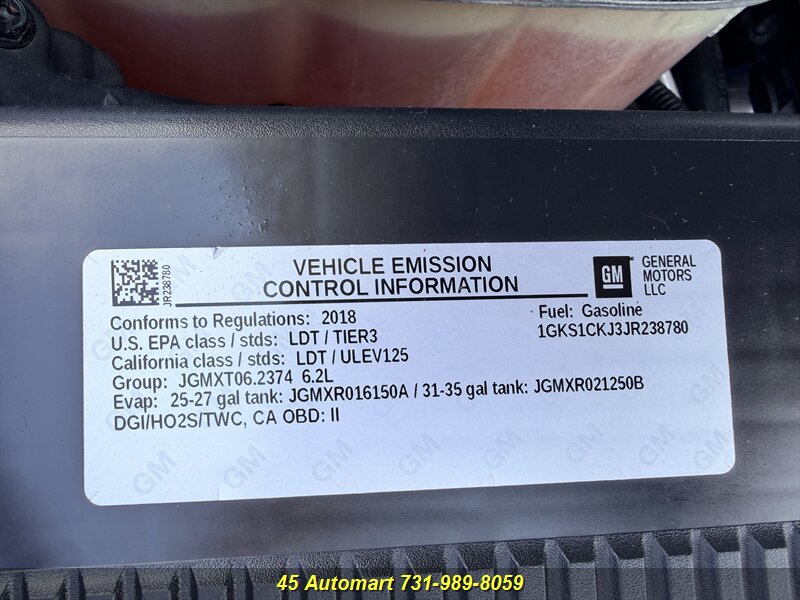 JR238780
VEHICLE EMISSION
CONTROL INFORMATION
GM
GENERAL
MOTORS
LLC
Conforms to Regulations: 2018
Fuel: Gasoline
U.S. EPA class / stds: LDT / TIER3
1GKS1CKJ3JR238780
California class / stds: LDT / ULEV125
Group: JGMXT06.2374 6.2L
Evap: 25-27 gal tank: JGMXR016150A / 31-35 gal tank: JGMXR021250B
DGI/HO2S/TWC, CA OBD: II
45 Automart 731-989-8059